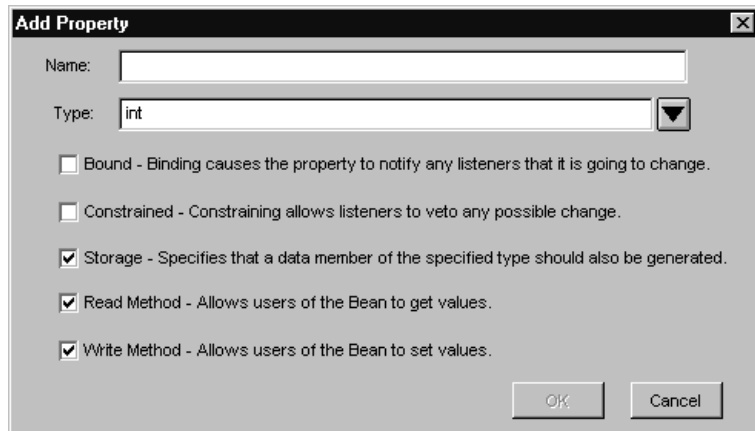 Add Property
Name:
Type: int
Bound - Binding causes the property to notify any listeners that it is going to change.
Constrained - Constraining allows listeners to veto any possible change.
Storage - Specifies that a data member of the specified type should also be generated.
Read Method - Allows users of the Bean to get values.
Write Method - Allows users of the Bean to set values.
OK Cancel